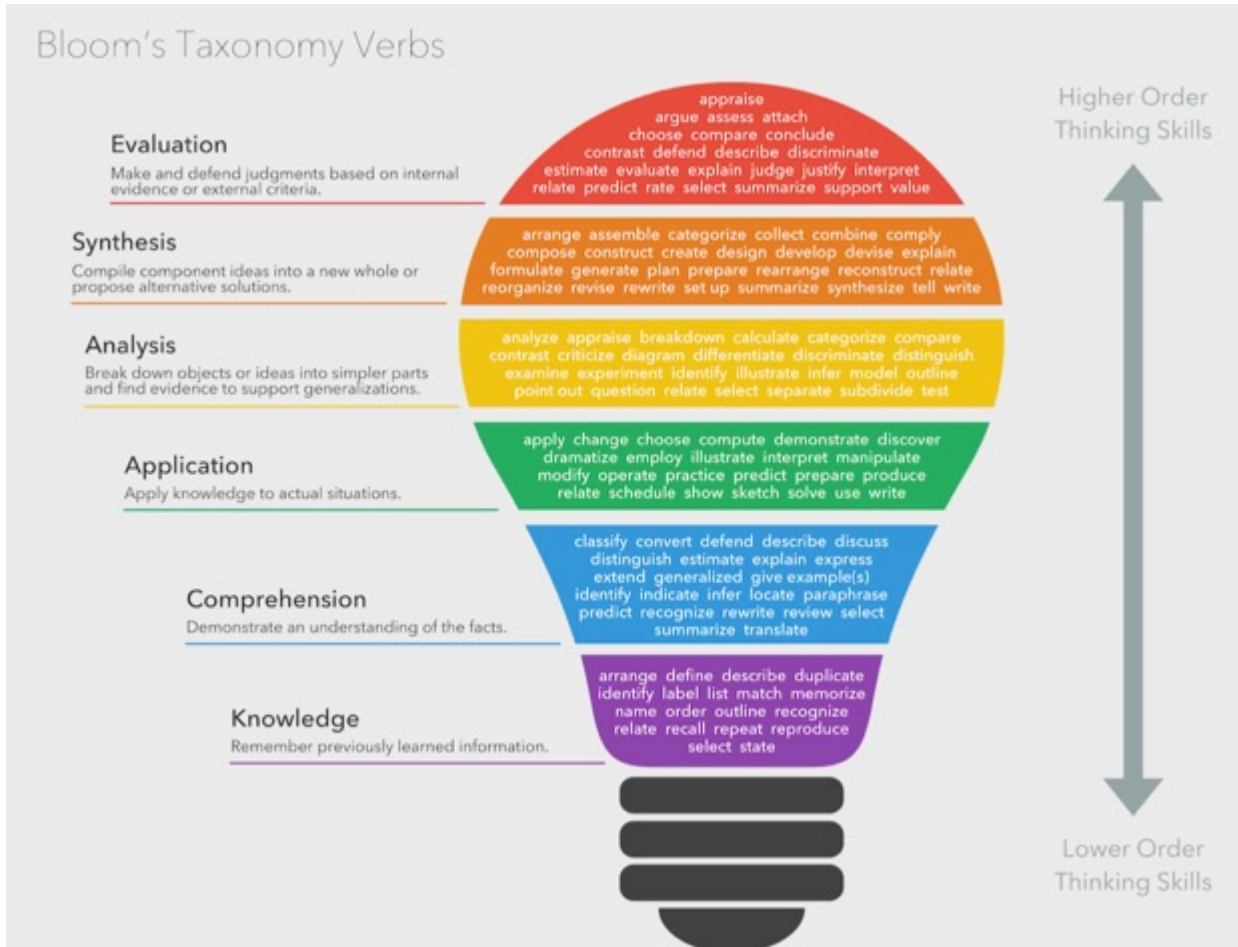 Bloom's Taxonomy Verbs
Higher Order
Thinking Skills
Evaluation
Make and defend judgments based on internal
evidence or external criteria.
appraise
argue assess attach
choose compare conclude
contrast defend describe discriminate
estimate evaluate explain judge justify interpret
relate predict rate select summarize support value
Synthesis
Compile component ideas into a new whole or
propose alternative solutions.
arrange assemble categorize collect combine comply
compose construct create design develop devise explain
formulate generate plan prepare rearrange reconstruct relate
reorganize revise rewrite set up summarize synthesize tell write
Analysis
Break down objects or ideas into simpler parts
and find evidence to support generalizations.
analyze appraise breakdown calculate categorize compare
contrast criticize diagram differentiate discriminate distinguish
examine experiment identify illustrate infer model outline
point out question relate select separate subdivide test
Application
Apply knowledge to actual situations.
apply change choose compute demonstrate discover
dramatize employ illustrate interpret manipulate
modify operate practice predict prepare produce
relate schedule show sketch solve use write
Comprehension
Demonstrate an understanding of the facts.
classify convert defend describe discuss
distinguish estimate explain express
extend generalized give example(s)
identify indicate infer locate paraphrase
predict recognize rewrite review select
summarize translate
Knowledge
Remember previously learned information.
arrange define describe duplicate
identify label list match memorize
name order outline recognize
relate recall repeat reproduce
select state
Lower Order
Thinking Skills